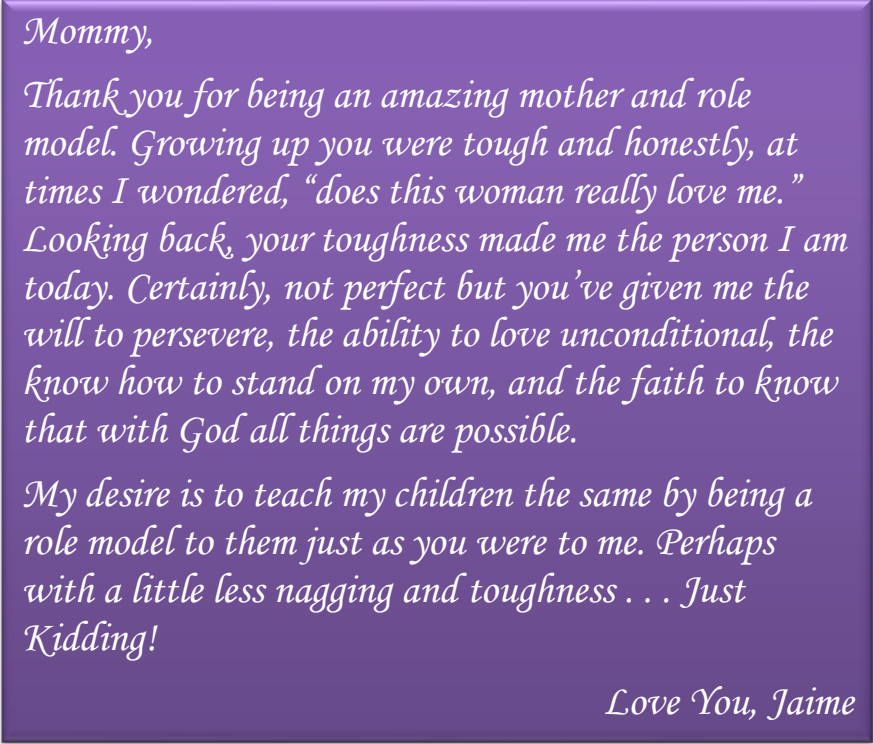 Mommy,
Thank you for being an amazing mother and role
model. Growing up you were tough and honestly, at
times I wondered, “does this woman really love me.”
Looking back, your toughness made me the person I am
today. Certainly, not perfect but you’ve given me the
will to persevere, the ability to love unconditional, the
know how to stand on my own, and the faith to know
that with God all things are possible.
My desire is to teach my children the same by being a
role model to them just as you were to me. Perhaps
with a little less nagging and toughness . . . Just
Kidding!
Love You, Jaime